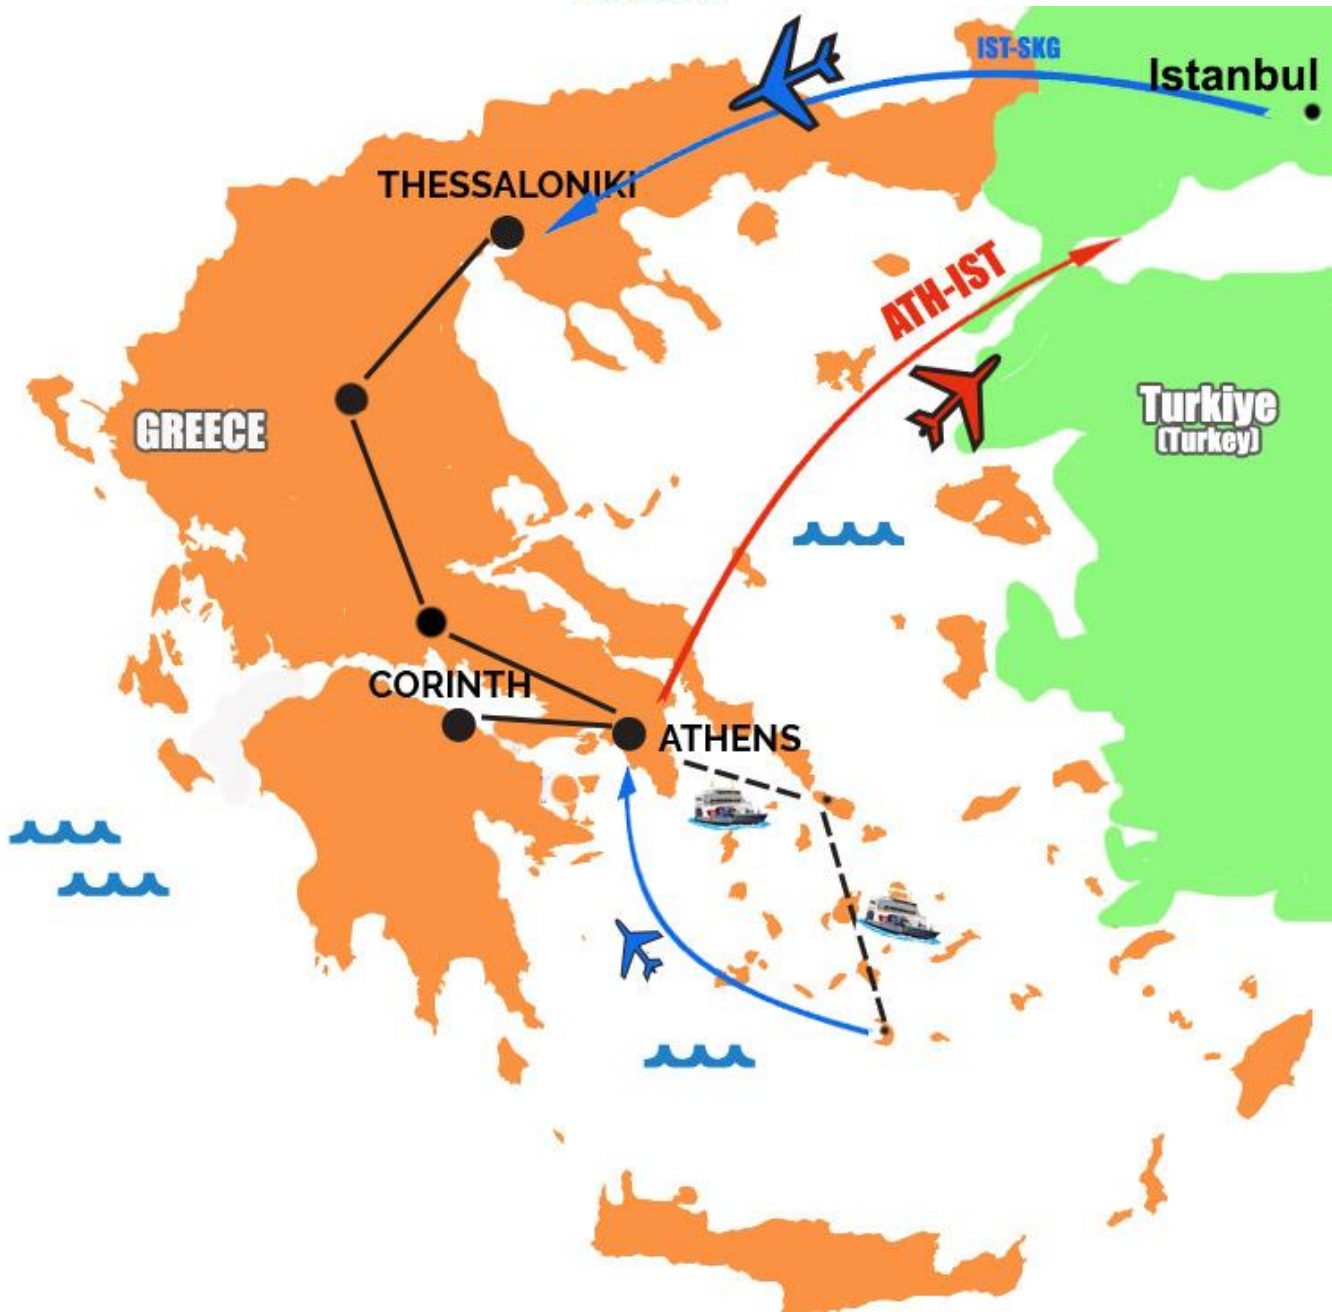 IST-SKG
Istanbul
THESSALONIKI
ATH-IST
GREECE
Turkiye
(Turkey)
CORINTH
ATHENS